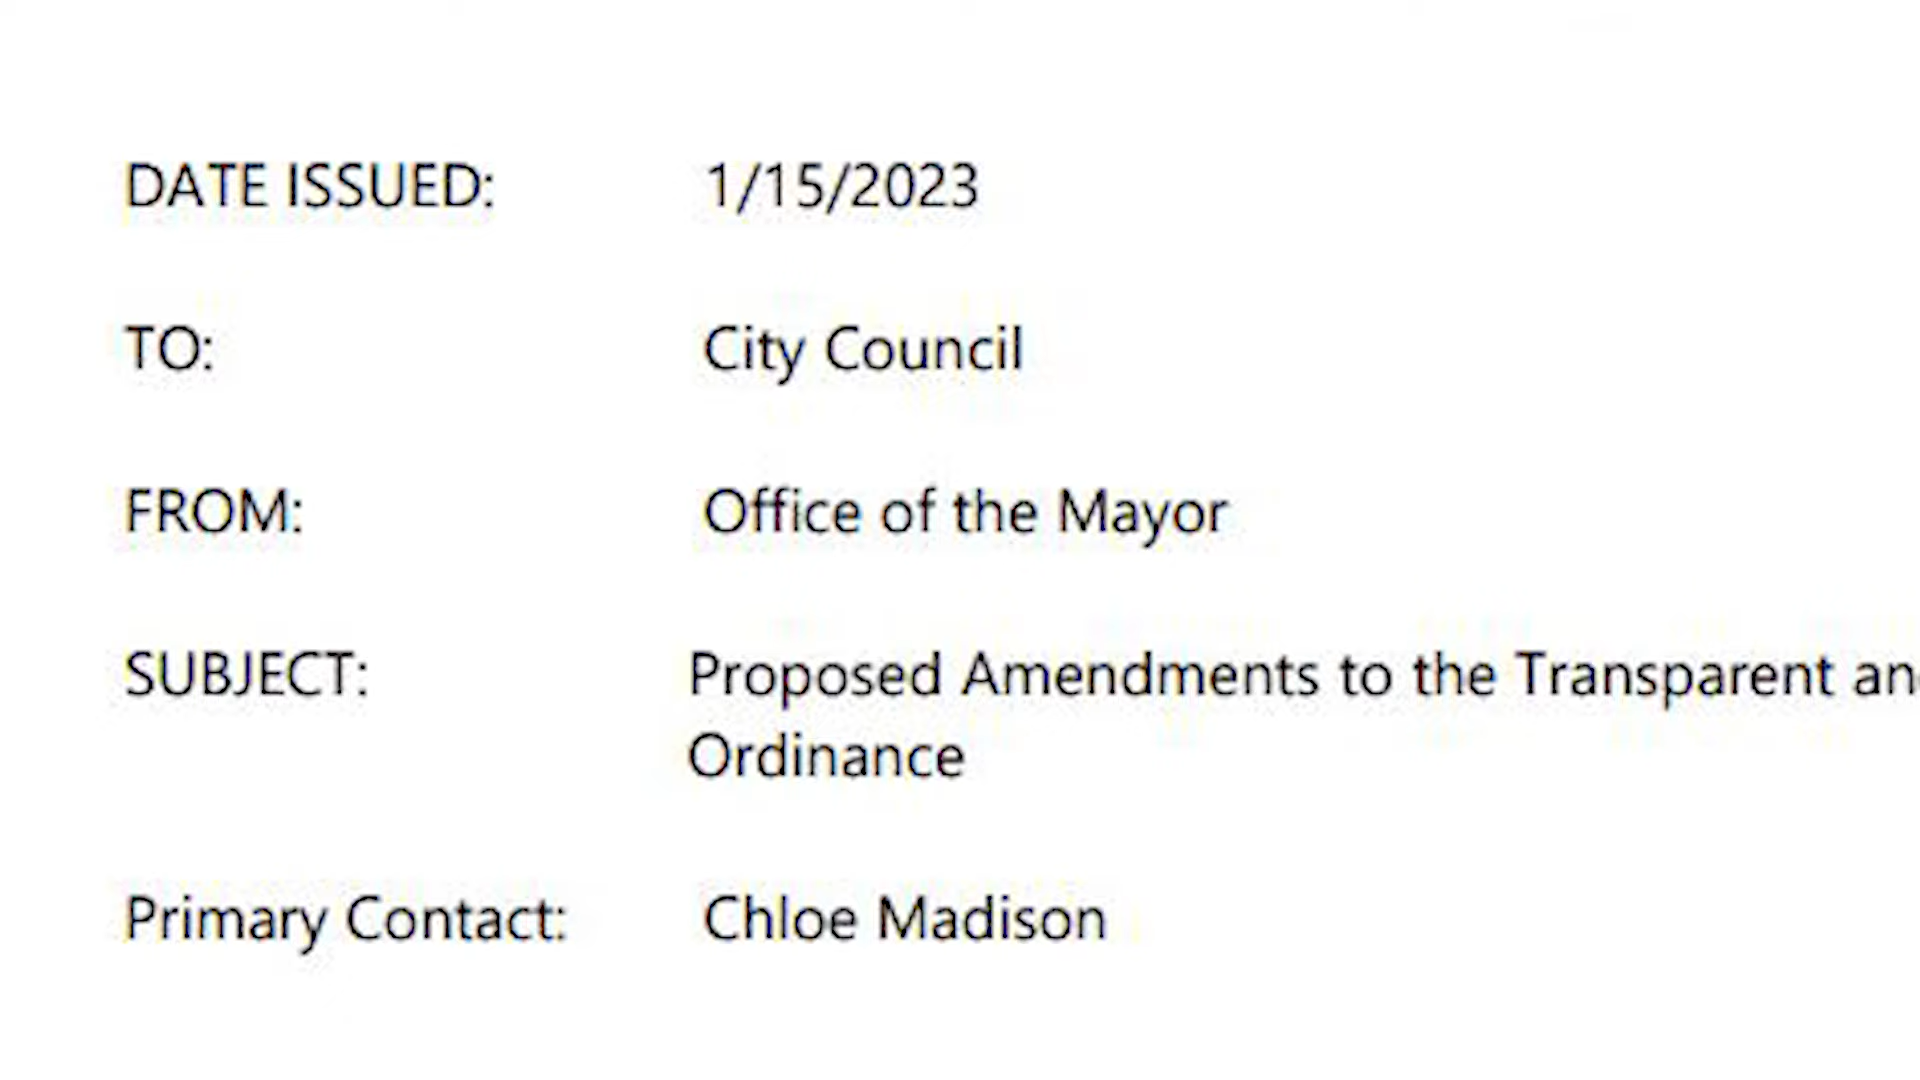 DATE ISSUED: 1/15/2023
TO: City Council
FROM: Office of the Mayor
SUBJECT: Proposed Amendments to the Transparent
Ordinance
Primary Contact: Chloe Madison